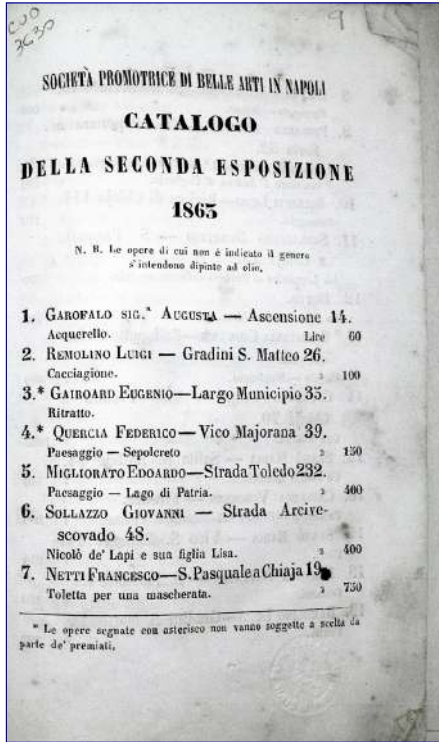 CUO
3630
9
SOCIETÀ PROMOTRICE DI BELLE ARTI IN NAPOLI
CATALOGO
DELLA SECONDA ESPOSIZIONE
1863
N. B. Le opere di cui non è indicato il genere
s'intendono dipinte ad olio.
1. GAROFALO SIG.ª AUGUSTA — Ascensione 14.
Acquerello. Lire 60
2. REMOLINO LUIGI — Gradini S. Matteo 26.
Cacciagione. » 100
3.* GAIROARD EUGENIO—Largo Municipio 35.
Ritratto.
4.* QUERCIA FEDERICO—Vico Majorana 39.
Paesaggio — Sepolcreto » 150
5. MIGLIORATO EDOARDO—Strada Toledo 232.
Paesaggio — Lago di Patria. » 400
6. SOLLAZZO GIOVANNI — Strada Arcive-
scovado 48.
Nicolò de' Lapi e sua figlia Lisa. » 400
7. NETTI FRANCESCO—S. Pasquale a Chiaja 19
Toletta per una mascherata. » 750
* Le opere segnate con asterisco non vanno soggette a scelta da
parte de' premiati.